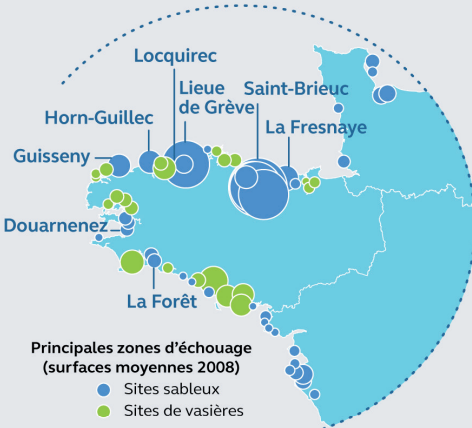 Locquirec
Lieue
de Grève
Saint-Brieuc
Horn-Guillec
La Fresnaye
Guisseny
Douarnenez
La Forêt
Principales zones d'échouage
(surfaces moyennes 2008)
Sites sableux
Sites de vasières